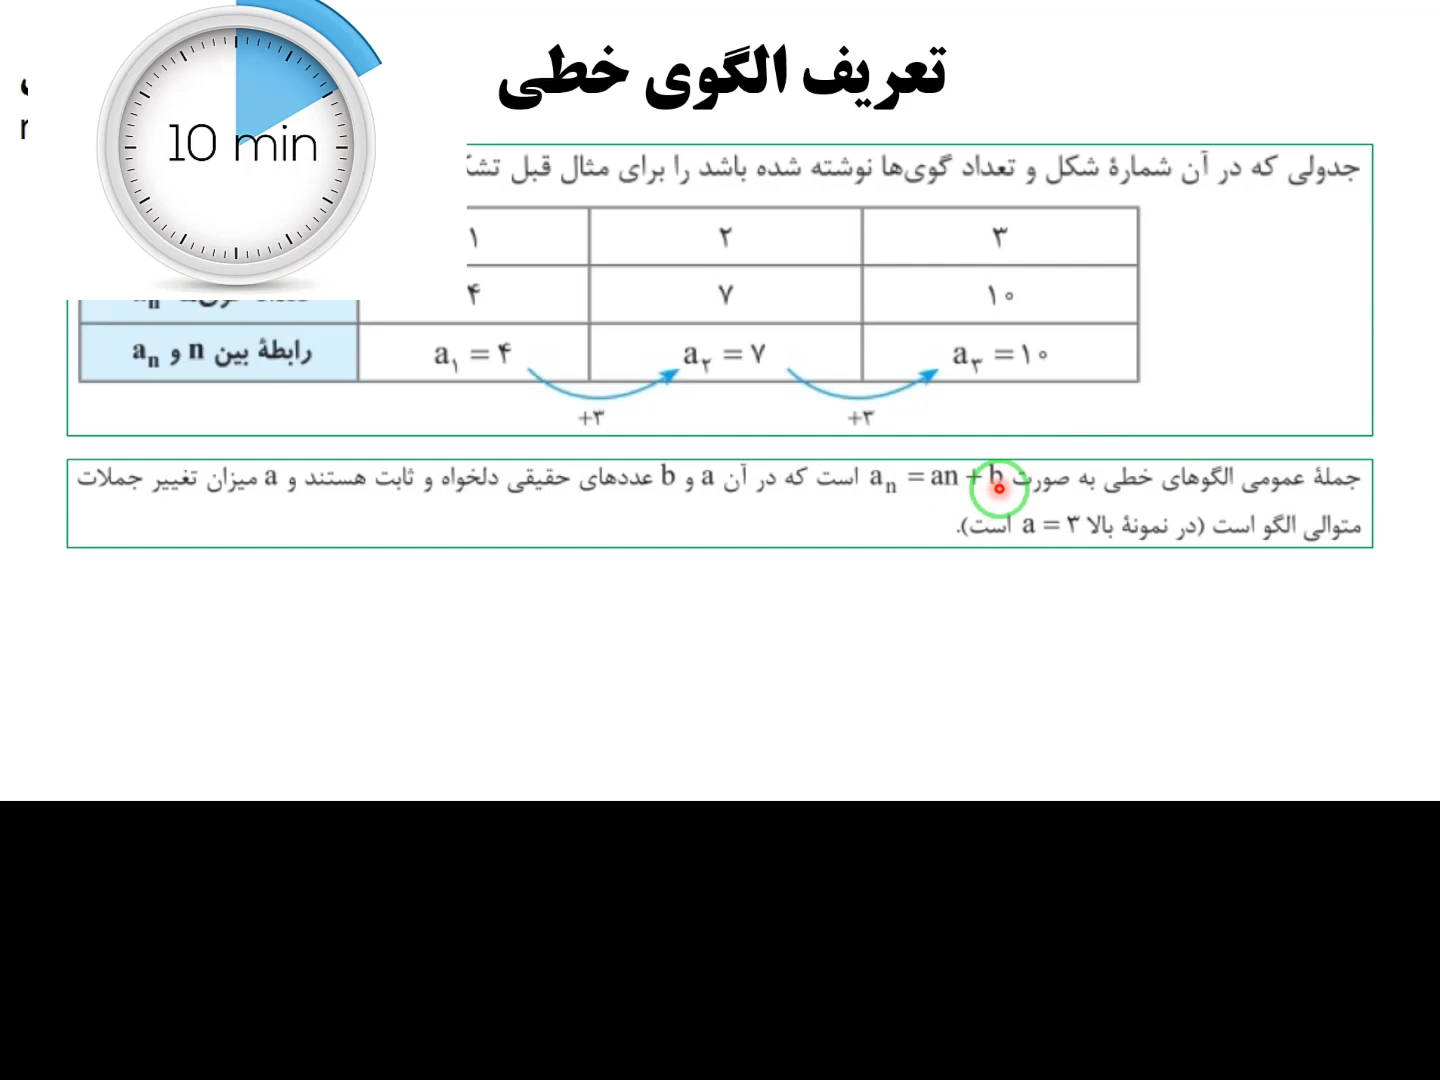 تعریف الگوی خطی
10 min
جدولی که در آن شمارهٔ شکل و تعداد گوی‌ها نوشته شده باشد را برای مثال قبل
۱ ۲ ۳
۴ ۷ ۱۰
رابطهٔ بین n و aₙ a₁ = ۴ a₂ = ۷ a₃ = ۱۰
+۳ +۳
جملهٔ عمومی الگوهای خطی به صورت aₙ = an + b است که در آن a و b عددهای حقیقی دلخواه و ثابت هستند و a میزان تغییر جملات
متوالی الگو است (در نمونهٔ بالا a = ۳ است).